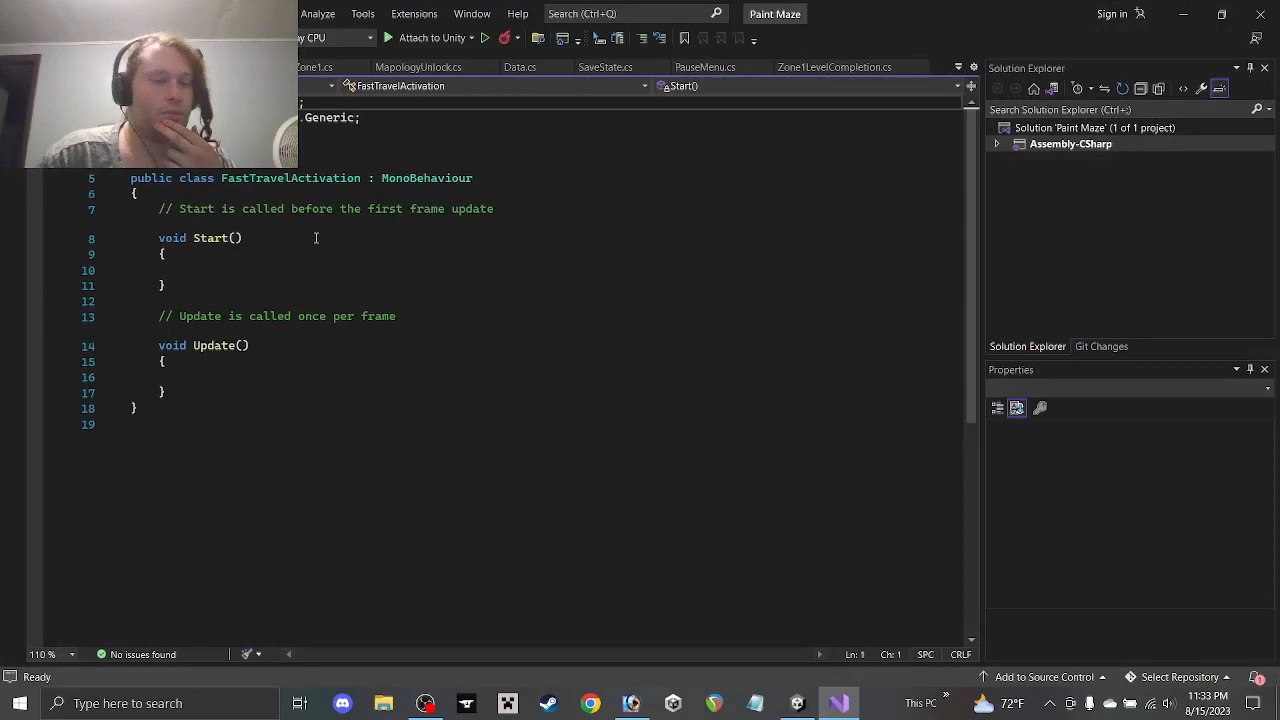 Analyze Tools Extensions Window Help Search (Ctrl+Q) Paint Maze Sign in
CPU Attach to Unity
Zone1.cs MapologyUnlock.cs Data.cs SaveState.cs PauseMenu.cs Zone1LevelCompletion.cs
FastTravelActivation Start()
;
.Generic;
5 public class FastTravelActivation : MonoBehaviour
6 {
7 // Start is called before the first frame update
8 void Start()
9 {
10
11 }
12
13 // Update is called once per frame
14 void Update()
15 {
16
17 }
18 }
19
110 % No issues found Ln: 1 Ch: 1 SPC CRLF
Solution Explorer
Search Solution Explorer (Ctrl+;)
Solution 'Paint Maze' (1 of 1 project)
Assembly-CSharp
Solution Explorer Git Changes
Properties
Ready Add to Source Control Select Repository 1
Type here to search
This PC
72°F
11:33 PM
8/15/2023